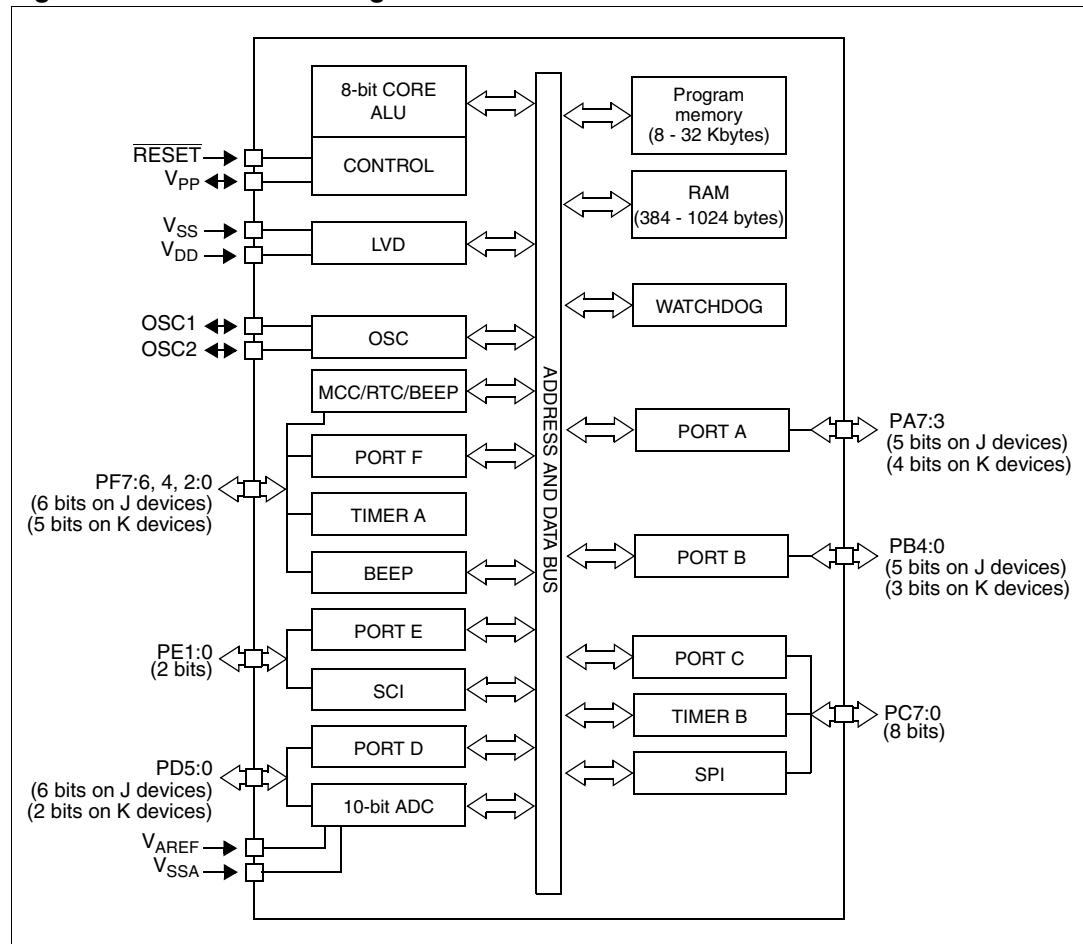 8-bit CORE
ALU
CONTROL
RESET
VPP
VSS
VDD
LVD
OSC1
OSC2
OSC
MCC/RTC/BEEP
PORT F
TIMER A
BEEP
PF7:6, 4, 2:0
(6 bits on J devices)
(5 bits on K devices)
PORT E
SCI
PE1:0
(2 bits)
PORT D
10-bit ADC
PD5:0
(6 bits on J devices)
(2 bits on K devices)
VAREF
VSSA
ADDRESS AND DATA BUS
Program
memory
(8 - 32 Kbytes)
RAM
(384 - 1024 bytes)
WATCHDOG
PORT A
PA7:3
(5 bits on J devices)
(4 bits on K devices)
PORT B
PB4:0
(5 bits on J devices)
(3 bits on K devices)
PORT C
TIMER B
SPI
PC7:0
(8 bits)